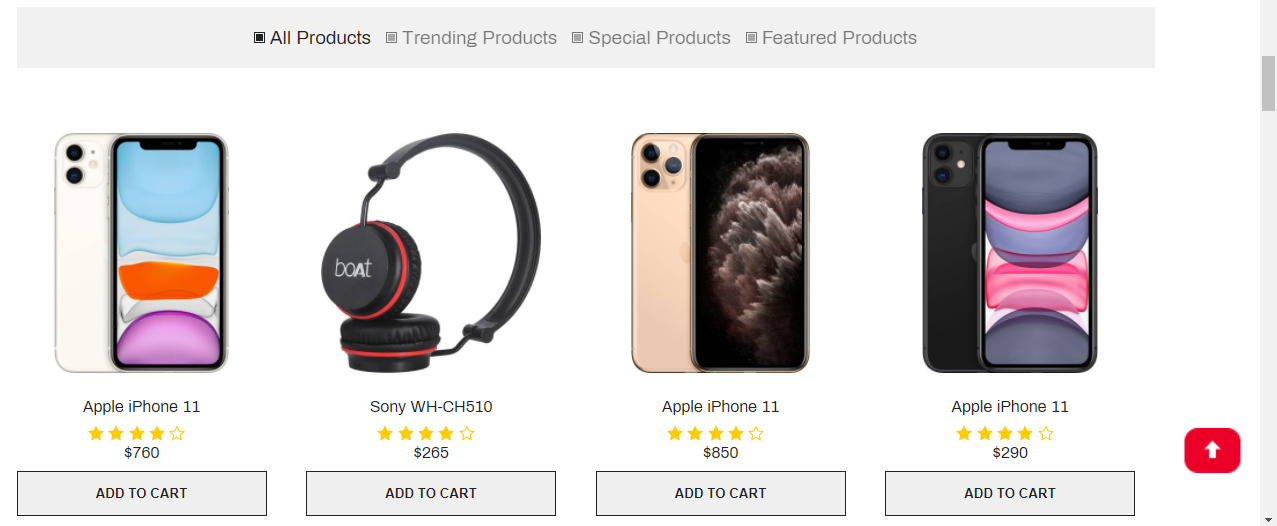 All Products Trending Products Special Products Featured Products
boAt
Apple iPhone 11
$760
ADD TO CART
Sony WH-CH510
$265
ADD TO CART
Apple iPhone 11
$850
ADD TO CART
Apple iPhone 11
$290
ADD TO CART